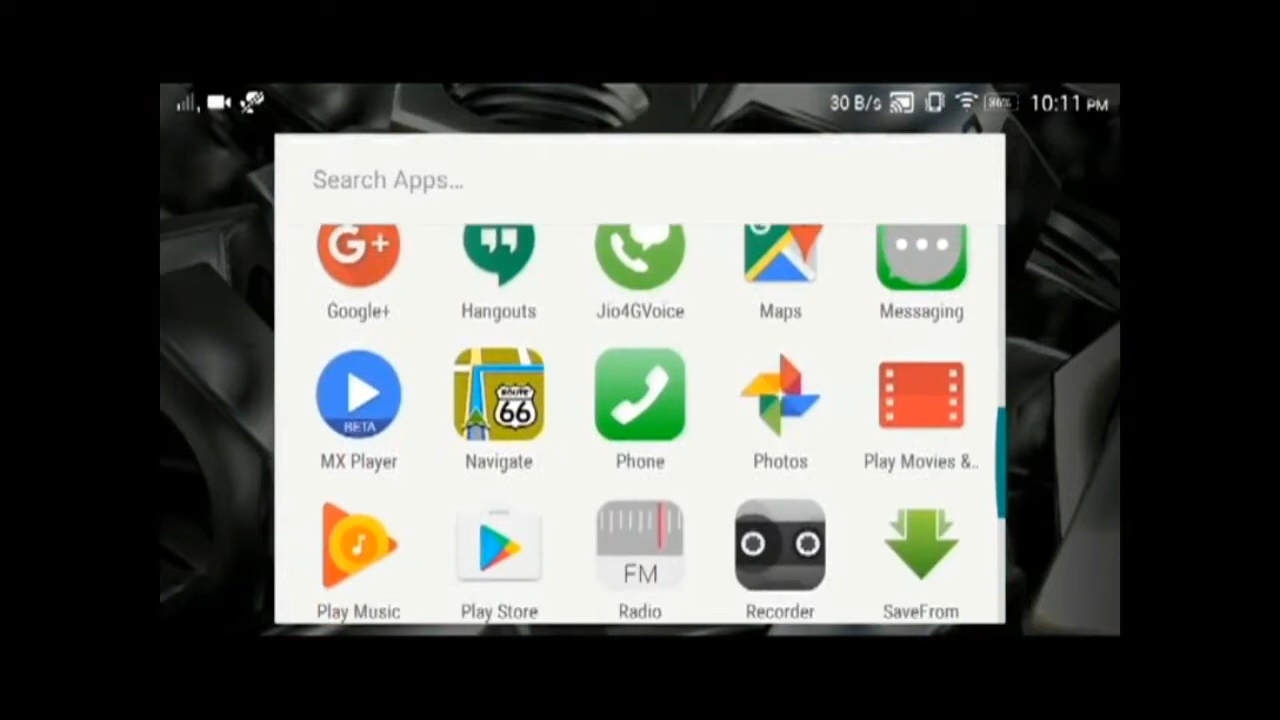 30 B/s 10:11 PM
Search Apps...
G+ G
Google+ Hangouts Jio4GVoice Maps Messaging
BETA ROUTE 66
MX Player Navigate Phone Photos Play Movies &..
FM
Play Music Play Store Radio Recorder SaveFrom